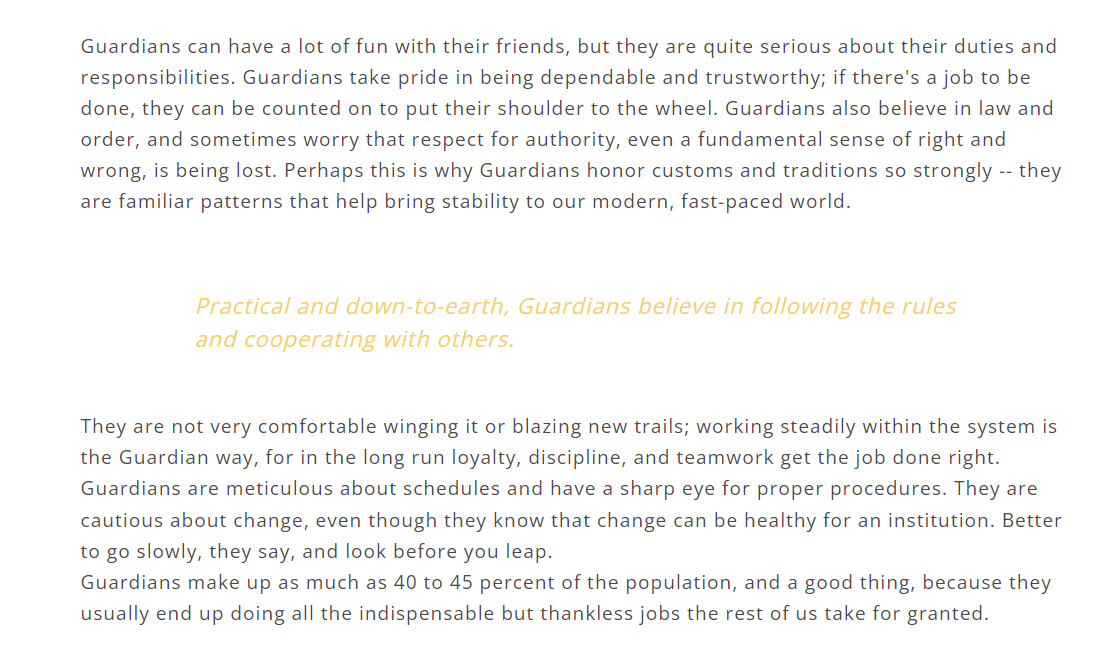 Guardians can have a lot of fun with their friends, but they are quite serious about their duties and
responsibilities. Guardians take pride in being dependable and trustworthy; if there's a job to be
done, they can be counted on to put their shoulder to the wheel. Guardians also believe in law and
order, and sometimes worry that respect for authority, even a fundamental sense of right and
wrong, is being lost. Perhaps this is why Guardians honor customs and traditions so strongly -- they
are familiar patterns that help bring stability to our modern, fast-paced world.
Practical and down-to-earth, Guardians believe in following the rules
and cooperating with others.
They are not very comfortable winging it or blazing new trails; working steadily within the system is
the Guardian way, for in the long run loyalty, discipline, and teamwork get the job done right.
Guardians are meticulous about schedules and have a sharp eye for proper procedures. They are
cautious about change, even though they know that change can be healthy for an institution. Better
to go slowly, they say, and look before you leap.
Guardians make up as much as 40 to 45 percent of the population, and a good thing, because they
usually end up doing all the indispensable but thankless jobs the rest of us take for granted.